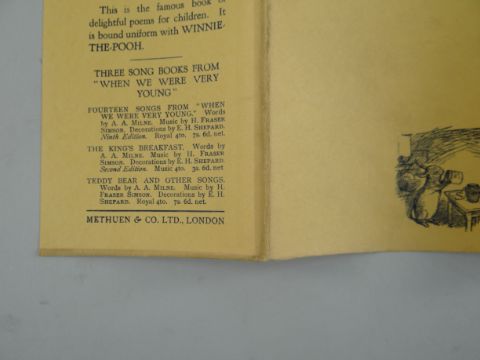 This is the famous book of
delightful poems for children. It
is bound uniform with WINNIE-
THE-POOH.
THREE SONG BOOKS FROM
"WHEN WE WERE VERY
YOUNG"
FOURTEEN SONGS FROM "WHEN
WE WERE VERY YOUNG." Words
by A. A. MILNE. Music by H. FRASER
SIMSON. Decorations by E. H. SHEPARD.
Ninth Edition. Royal 4to. 7s. 6d. net.
THE KING'S BREAKFAST. Words by
A. A. MILNE. Music by H. FRASER
SIMSON. Decorations by E. H. SHEPARD.
Second Edition. Music 4to. 3s. 6d. net
TEDDY BEAR AND OTHER SONGS.
Words by A. A. MILNE. Music by H.
FRASER SIMSON. Decorations by E. H.
SHEPARD. Royal 4to. 7s. 6d. net.
METHUEN & CO. LTD., LONDON